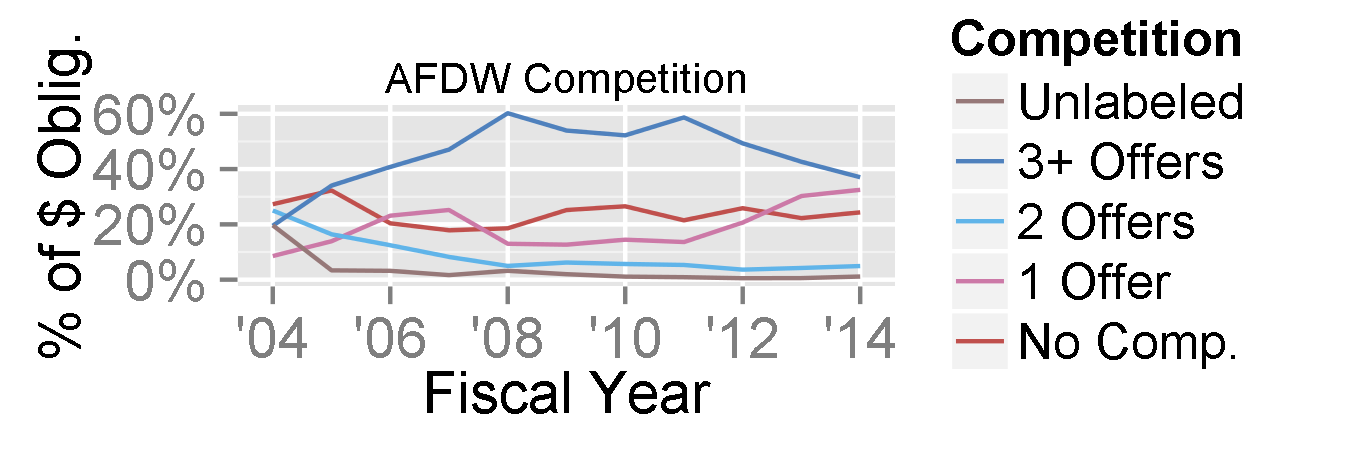 AFDW Competition
% of $ Oblig.
60%
40%
20%
0%
'04 '06 '08 '10 '12 '14
Fiscal Year
Competition
Unlabeled
3+ Offers
2 Offers
1 Offer
No Comp.